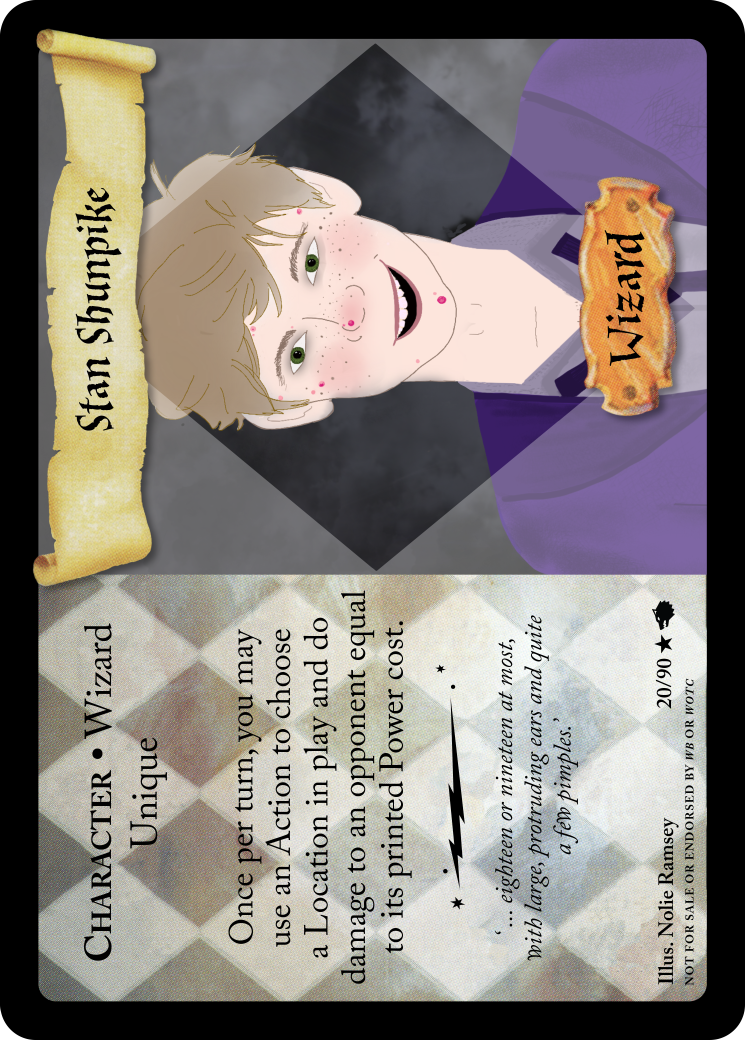 Stan Shunpike
Wizard
CHARACTER • Wizard
Unique
Once per turn, you may
use an Action to choose
a Location in play and do
damage to an opponent equal
to its printed Power cost.
‘ ... eighteen or nineteen at most,
with large, protruding ears and quite
a few pimples.’
Illus. Nolie Ramsey 20/90 ★
NOT FOR SALE OR ENDORSED BY WB OR WOTC